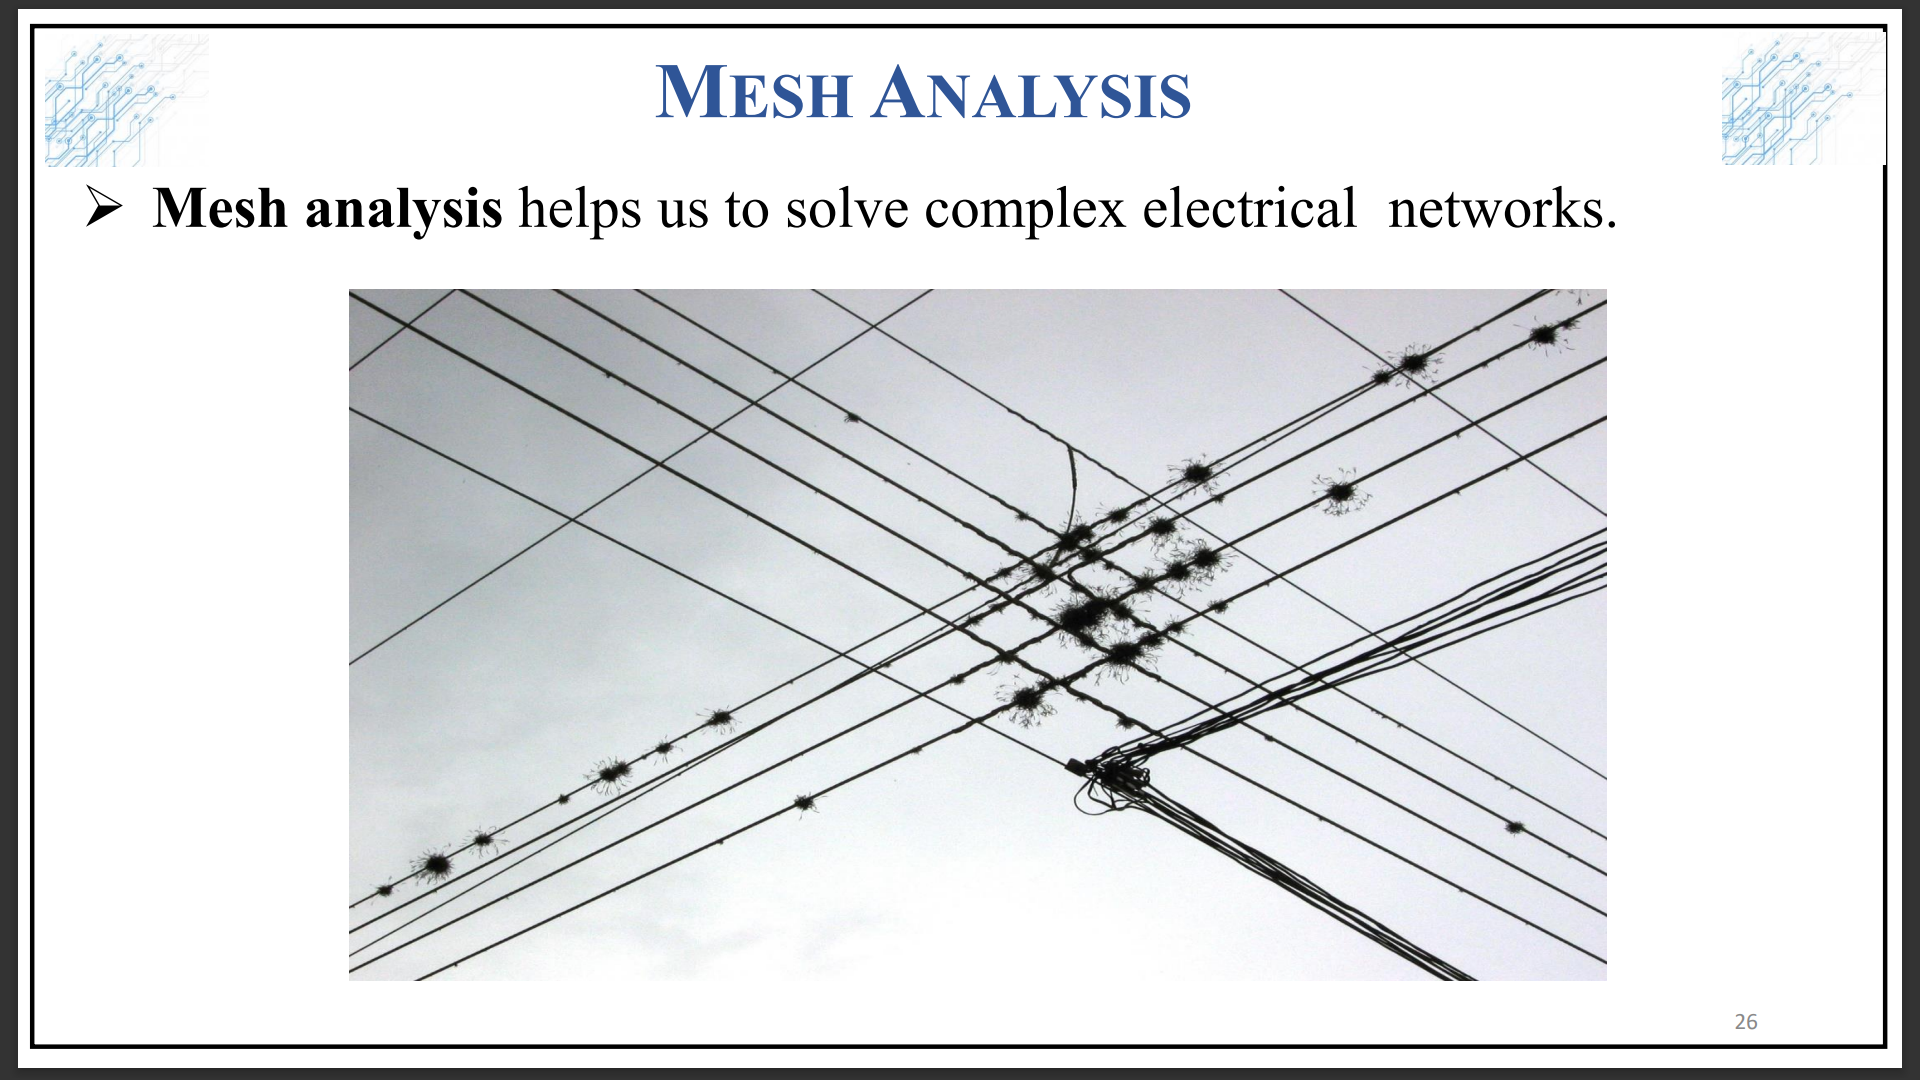 MESH ANALYSIS
Mesh analysis helps us to solve complex electrical networks.
26